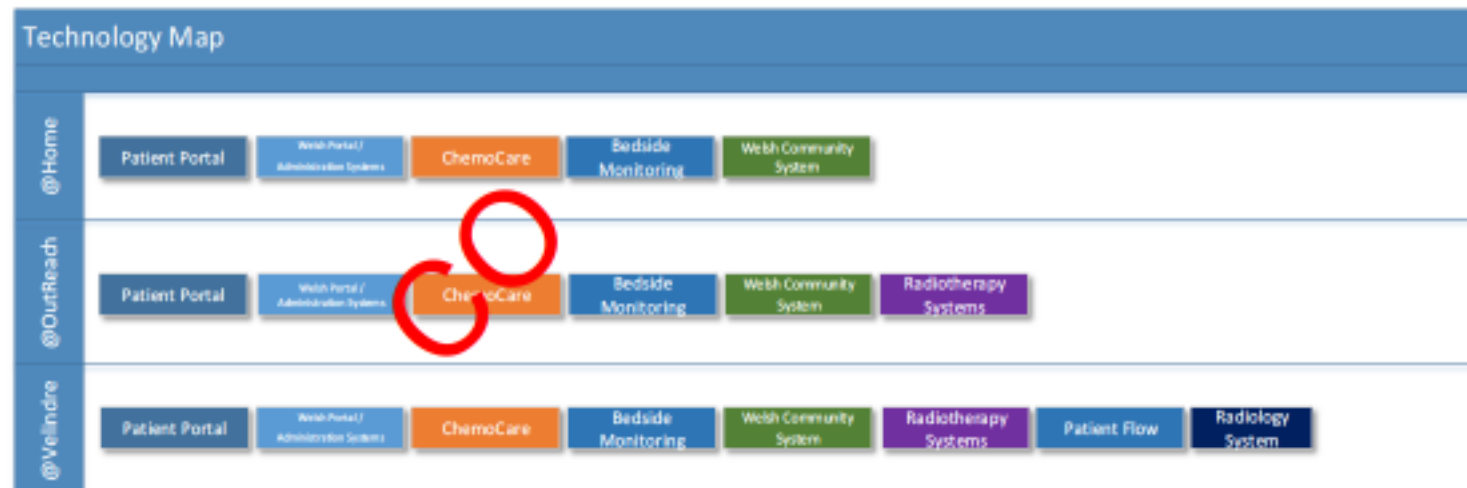 Technology Map
@Home
Patient Portal
Welsh Portal /
Administration Systems
ChemoCare
Bedside
Monitoring
Welsh Community
System
@OutReach
Patient Portal
Welsh Portal /
Administration Systems
ChemoCare
Bedside
Monitoring
Welsh Community
System
Radiotherapy
Systems
CO
@Velindre
Patient Portal
Welsh Portal /
Administration Systems
ChemoCare
Bedside
Monitoring
Welsh Community
System
Radiotherapy
Systems
Patient Flow
Radiology
System